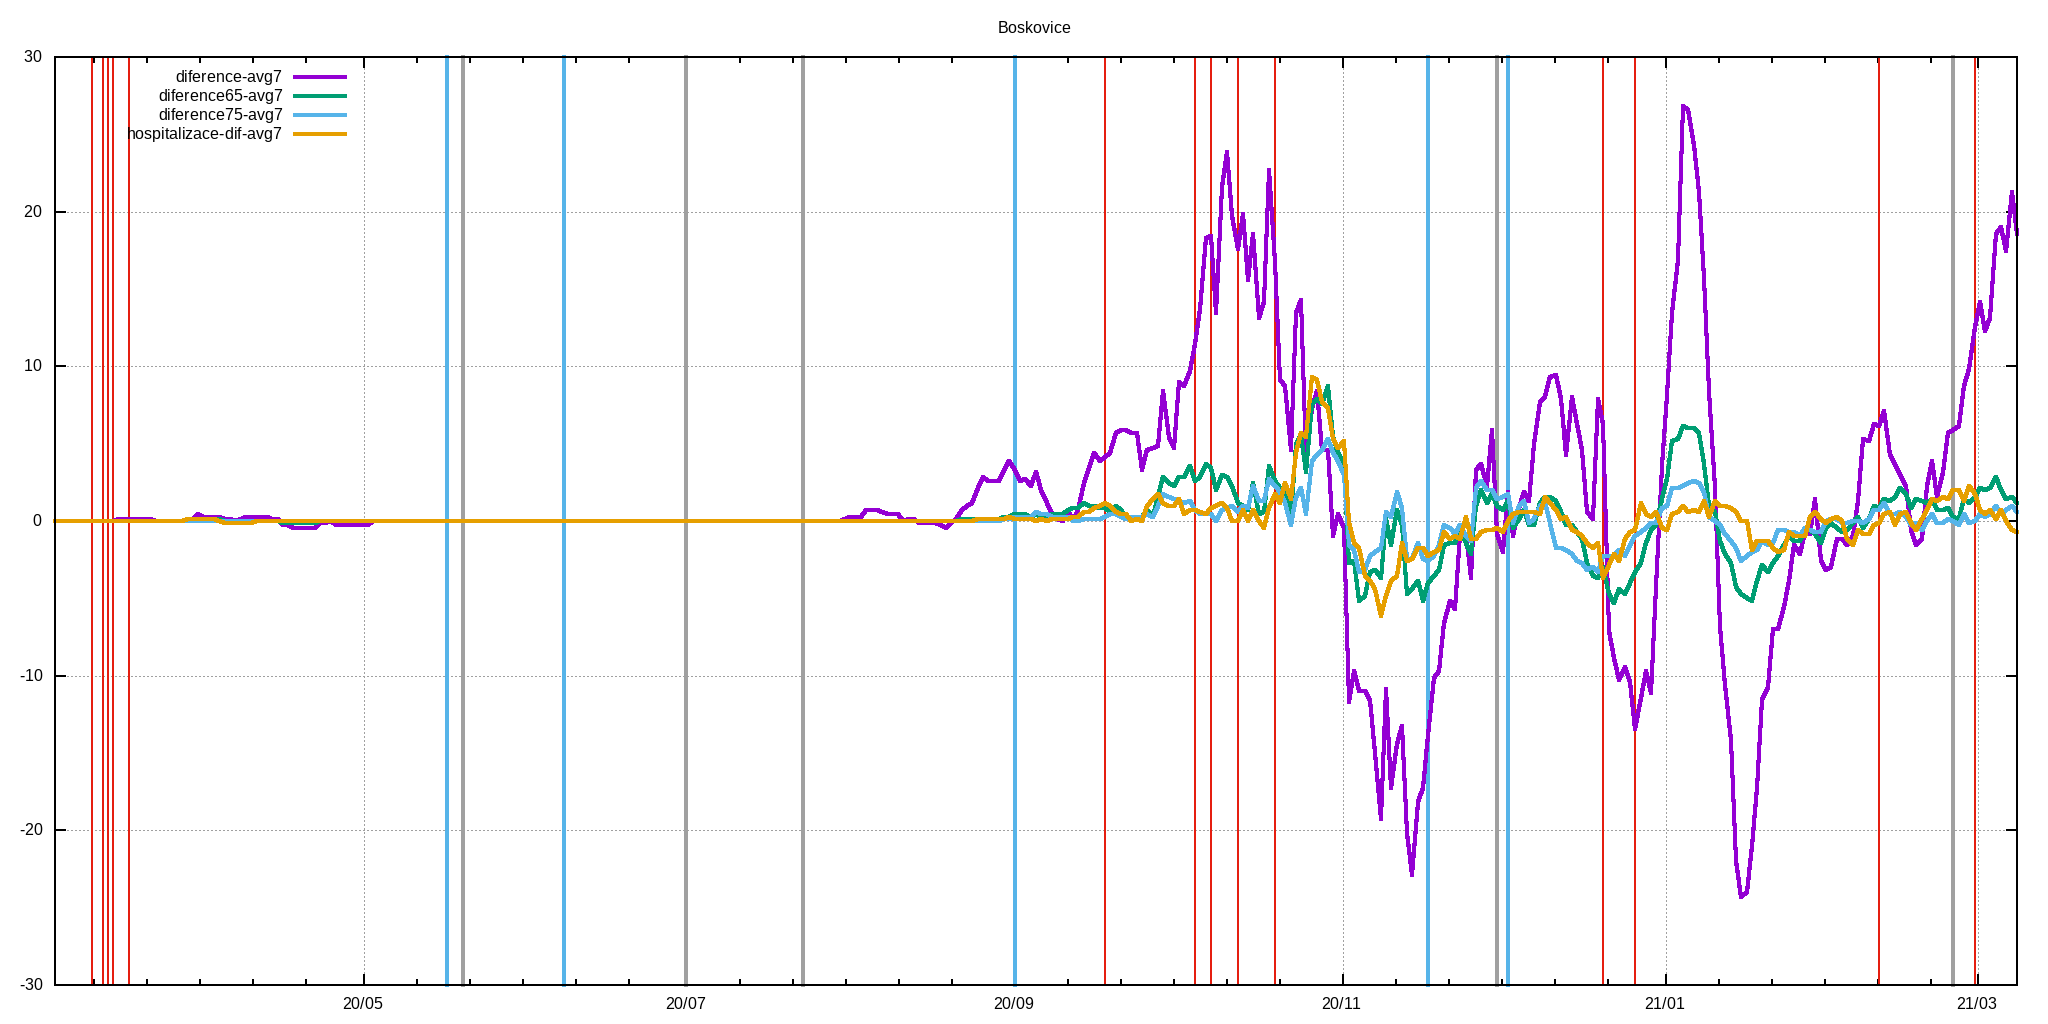 Boskovice
30
diference-avg7
diference65-avg7
diference75-avg7
hospitalizace-dif-avg7
20
10
0
-10
-20
-30
20/05 20/07 20/09 20/11 21/01 21/03